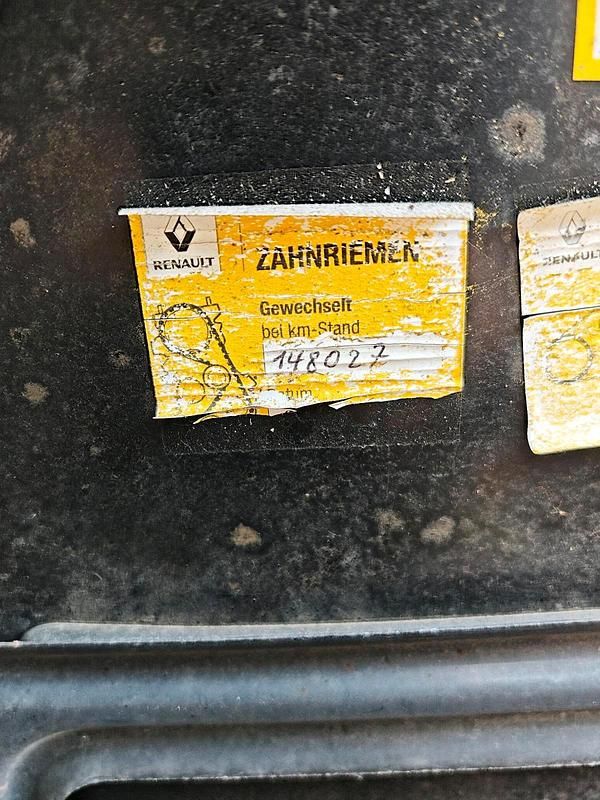 RENAULT
ZAHNRIEMEN
Gewechselt
bei km-Stand
148027
RENAULT